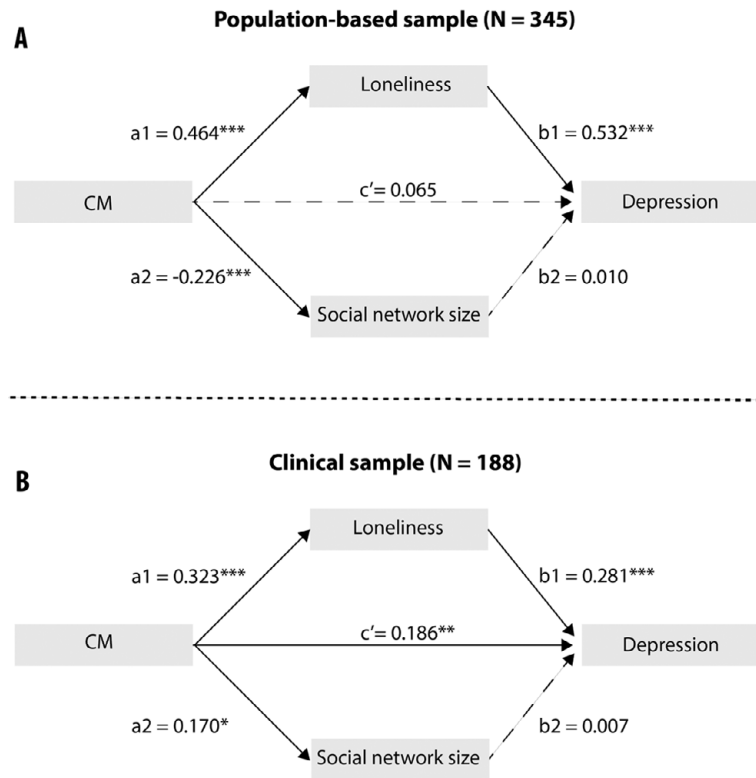 Population-based sample (N = 345)
A
Loneliness
a1 = 0.464***
b1 = 0.532***
c'= 0.065
CM
Depression
a2 = -0.226***
b2 = 0.010
Social network size
Clinical sample (N = 188)
B
Loneliness
a1 = 0.323***
b1 = 0.281***
c'= 0.186**
CM
Depression
a2 = 0.170*
b2 = 0.007
Social network size